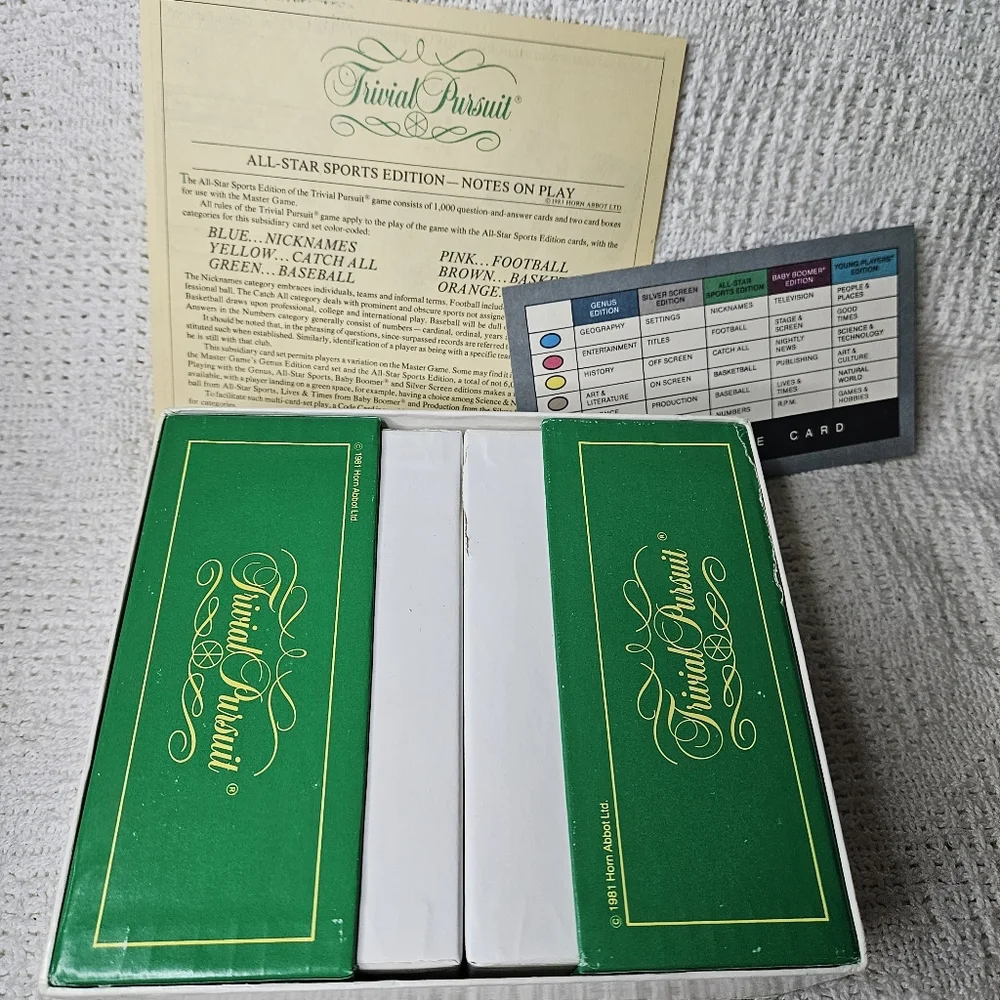 Trivial Pursuit®
ALL-STAR SPORTS EDITION—NOTES ON PLAY
© 1983 HORN ABBOT LTD
The All-Star Sports Edition of the Trivial Pursuit® game consists of 1,000 question-and-answer cards and two card boxes
for use with the Master Game.
All rules of the Trivial Pursuit® game apply to the play of the game with the All-Star Sports Edition cards, with the
categories for this subsidiary card set color-coded:
BLUE...NICKNAMES
YELLOW...CATCH ALL
GREEN...BASEBALL
PINK...FOOTBALL
BROWN...BASKE
ORANGE.
The Nicknames category embraces individuals, teams and informal terms. Football includ
fessional ball. The Catch All category deals with prominent and obscure sports not assigne
Basketball draws upon professional, college and international play. Baseball will be dull
Answers in the Numbers category generally consist of numbers—cardinal, ordinal, years
It should be noted that, in the phrasing of questions, since-surpassed records are referred
stituted such when established. Similarly, identification of a player as being with a specific tea
he is still with that club.
This subsidiary card set permits players a variation on the Master Game. Some may find it
the Master Game's Genus Edition card set and the All-Star Sports Edition, a total of not 6,0
Playing with the Genus, All-Star Sports, Baby Boomer® and Silver Screen editions makes a
available, with a player landing on a green space, for example, having a choice among Science & N
ball from All-Star Sports, Lives & Times from Baby Boomer® and Production from the Silv
To facilitate such multi-card-set play, a Code Card
for categories.
GENUS EDITION
SILVER SCREEN EDITION
ALL-STAR SPORTS EDITION
BABY BOOMER® EDITION
YOUNG PLAYERS' EDITION
GEOGRAPHY
SETTINGS
NICKNAMES
TELEVISION
PEOPLE & PLACES
ENTERTAINMENT
TITLES
FOOTBALL
STAGE & SCREEN
GOOD TIMES
HISTORY
OFF SCREEN
CATCH ALL
NIGHTLY NEWS
SCIENCE & TECHNOLOGY
ART & LITERATURE
ON SCREEN
BASKETBALL
PUBLISHING
ART & CULTURE
PRODUCTION
BASEBALL
LIVES & TIMES
NATURAL WORLD
NUMBERS
R.P.M.
GAMES & HOBBIES
E CARD
© 1981 Horn Abbot Ltd
Trivial Pursuit®
Trivial Pursuit®
© 1981 Horn Abbot Ltd.